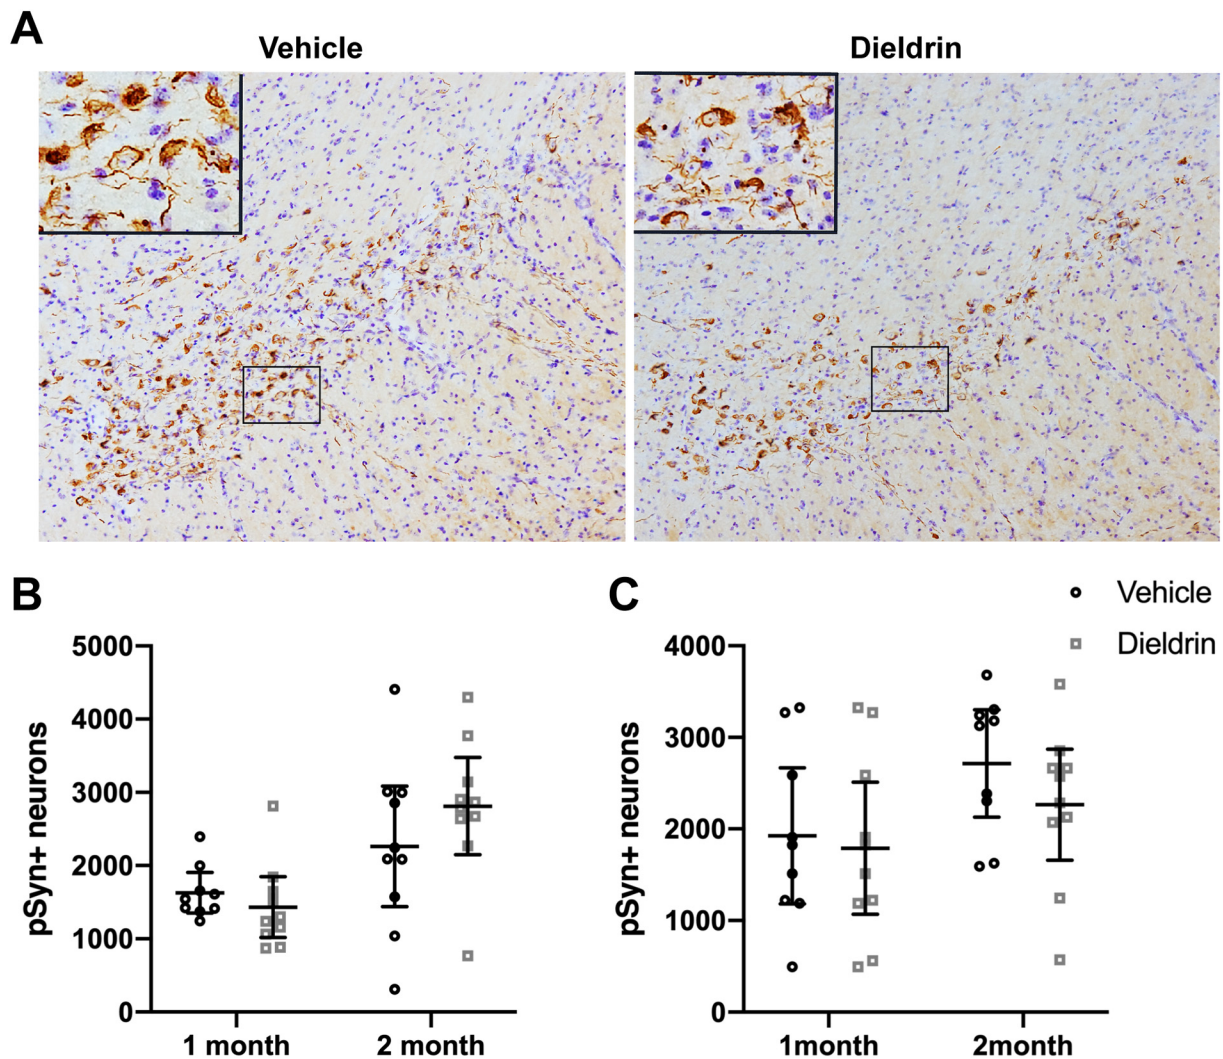 A
Vehicle
Dieldrin
B
pSyn+ neurons
5000
4000
3000
2000
1000
0
1 month
2 month
C
Vehicle
Dieldrin
pSyn+ neurons
4000
3000
2000
1000
0
1month
2month